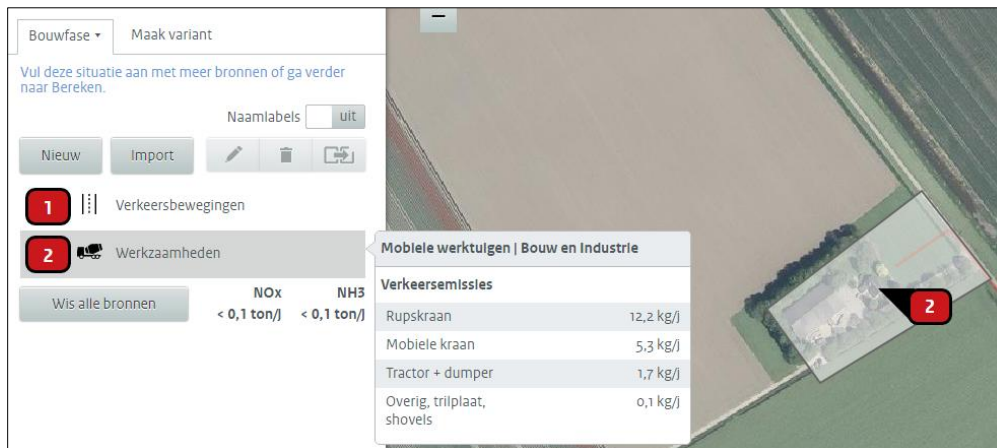 Bouwfase ▾ Maak variant
Vul deze situatie aan met meer bronnen of ga verder
naar Bereken.
Naamlabels uit
Nieuw Import
1 Verkeersbewegingen
2 Werkzaamheden
Wis alle bronnen NOx NH3
< 0,1 ton/j < 0,1 ton/j
Mobiele werktuigen | Bouw en Industrie
Verkeersemissies
Rupskraan 12,2 kg/j
Mobiele kraan 5,3 kg/j
Tractor + dumper 1,7 kg/j
Overig, trilplaat, 0,1 kg/j
shovels
2